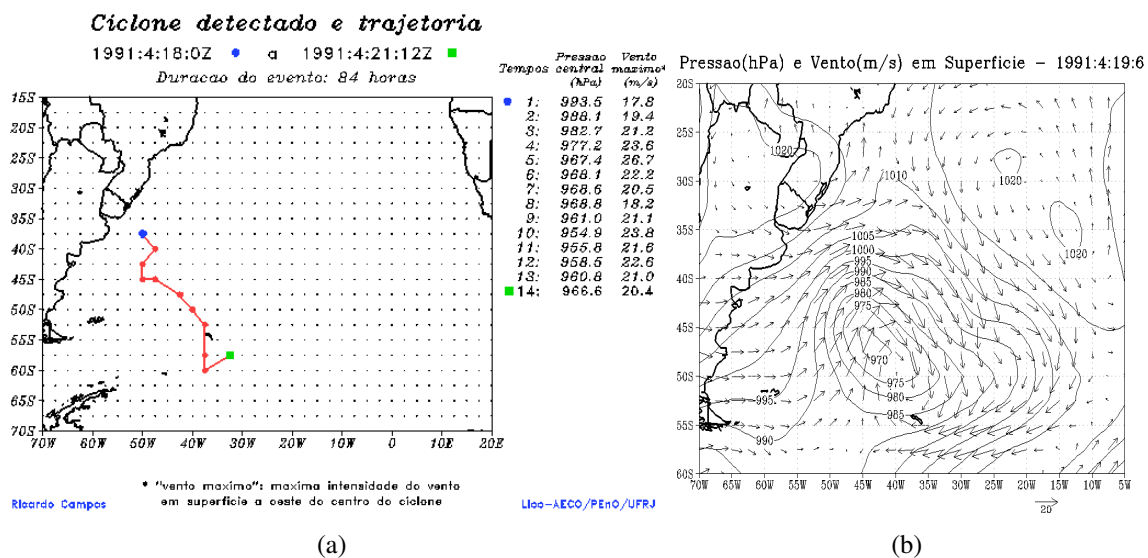 Ciclone detectado e trajetoria
1991:4:18:0Z a 1991:4:21:12Z
Duracao do evento: 84 horas
15S
20S
25S
30S
35S
40S
45S
50S
55S
60S
65S
70S
70W 60W 50W 40W 30W 20W 10W 0 10E 20E
Tempos Pressao central (hPa) Vento maximo* (m/s)
1: 993.5 17.8
2: 988.1 19.4
3: 982.7 21.2
4: 977.2 23.6
5: 967.4 26.7
6: 968.1 22.2
7: 968.6 20.5
8: 968.8 18.2
9: 961.0 21.1
10: 954.9 23.8
11: 955.8 21.6
12: 958.5 22.6
13: 960.8 21.0
14: 966.6 20.4
* "vento maximo": maxima intensidade do vento
em superficie a oeste do centro do ciclone
Ricardo Campos
Lioc-AECO/PEnO/UFRJ
(a)
Pressao(hPa) e Vento(m/s) em Superficie - 1991:4:19:6
20S
25S
30S
35S
40S
45S
50S
55S
60S
1020
1010
1020
1020
1005
1000
995
990
985
980
975
970
975
980
985
995
990
70W 65W 60W 55W 50W 45W 40W 35W 30W 25W 20W 15W 10W 5W
20
(b)